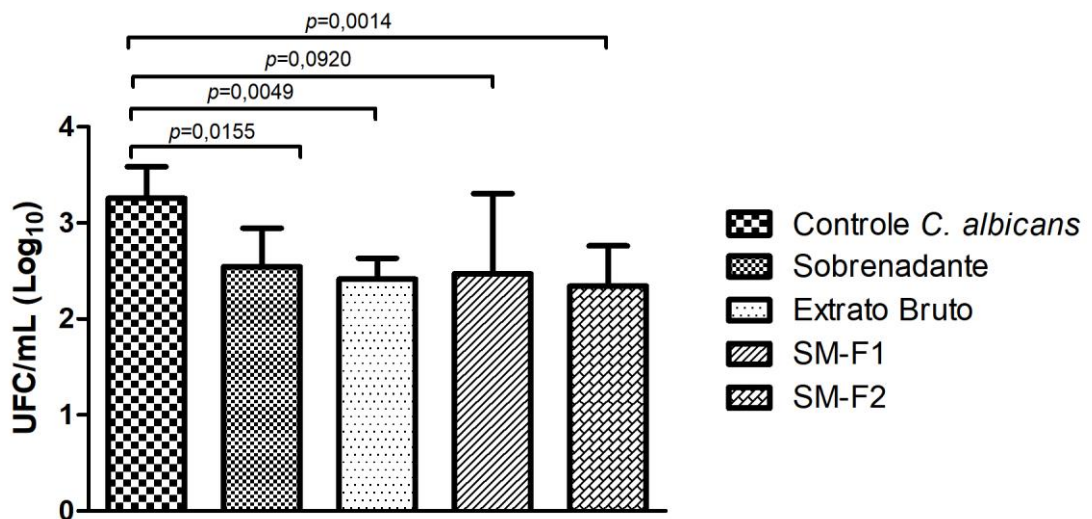 p=0,0014
p=0,0920
p=0,0049
p=0,0155
UFC/mL (Log10)
4
3
2
1
0
Controle C. albicans
Sobrenadante
Extrato Bruto
SM-F1
SM-F2